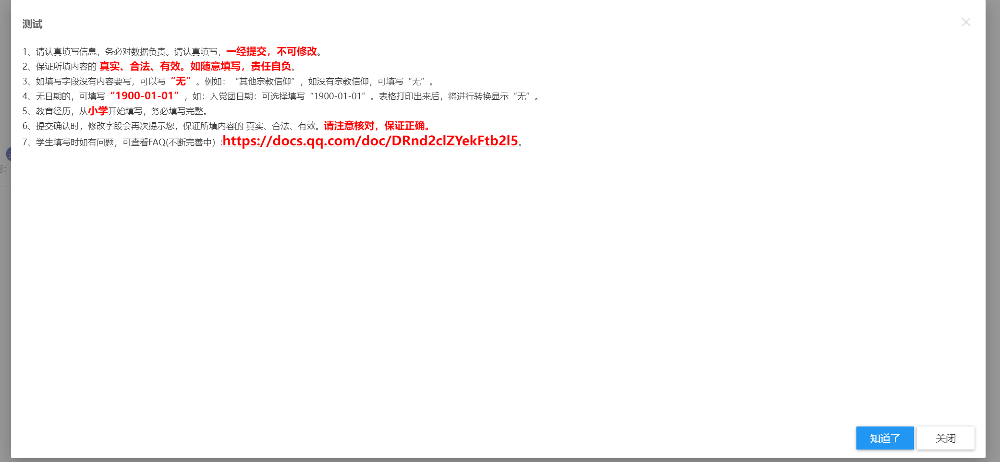 测试
1、请认真填写信息，务必对数据负责。请认真填写，一经提交，不可修改。
2、保证所填内容的 真实、合法、有效。如随意填写，责任自负。
3、如填写字段没有内容要写，可以写“无”。例如：“其他宗教信仰”，如没有宗教信仰，可填写“无”。
4、无日期的，可填写“1900-01-01”，如：入党团日期：可选择填写“1900-01-01”。表格打印出来后，将进行转换显示“无”。
5、教育经历，从小学开始填写，务必填写完整。
6、提交确认时，修改字段会再次提示您，保证所填内容的 真实、合法、有效。请注意核对，保证正确。
7、学生填写时如有问题，可查看FAQ(不断完善中）:https://docs.qq.com/doc/DRnd2clZYekFtb2l5。
知道了 关闭